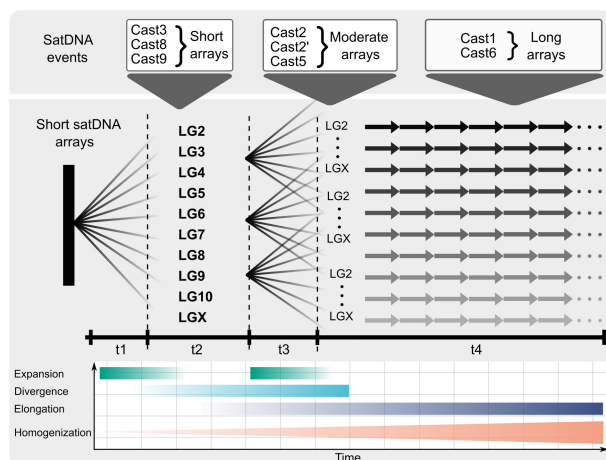 SatDNA
events
Cast3
Cast8
Cast9
Short
arrays
Cast2
Cast2'
Cast5
Moderate
arrays
Cast1
Cast6
Long
arrays
Short satDNA
arrays
LG2
LG3
LG4
LG5
LG6
LG7
LG8
LG9
LG10
LGX
LG2
LGX
LG2
LGX
LG2
LGX
t1
t2
t3
t4
Expansion
Divergence
Elongation
Homogenization
Time